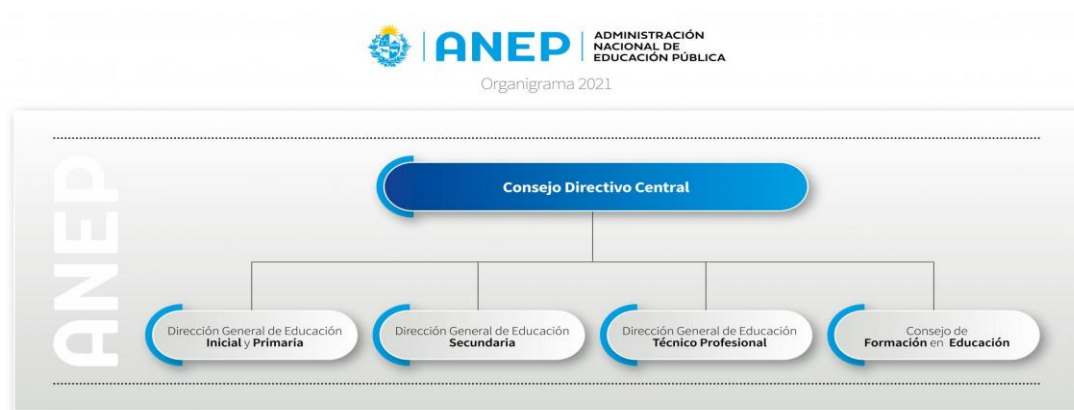 ANEP
ADMINISTRACIÓN
NACIONAL DE
EDUCACIÓN PÚBLICA
Organigrama 2021
ANEP
Consejo Directivo Central
Dirección General de Educación
Inicial y Primaria
Dirección General de Educación
Secundaria
Dirección General de Educación
Técnico Profesional
Consejo de
Formación en Educación